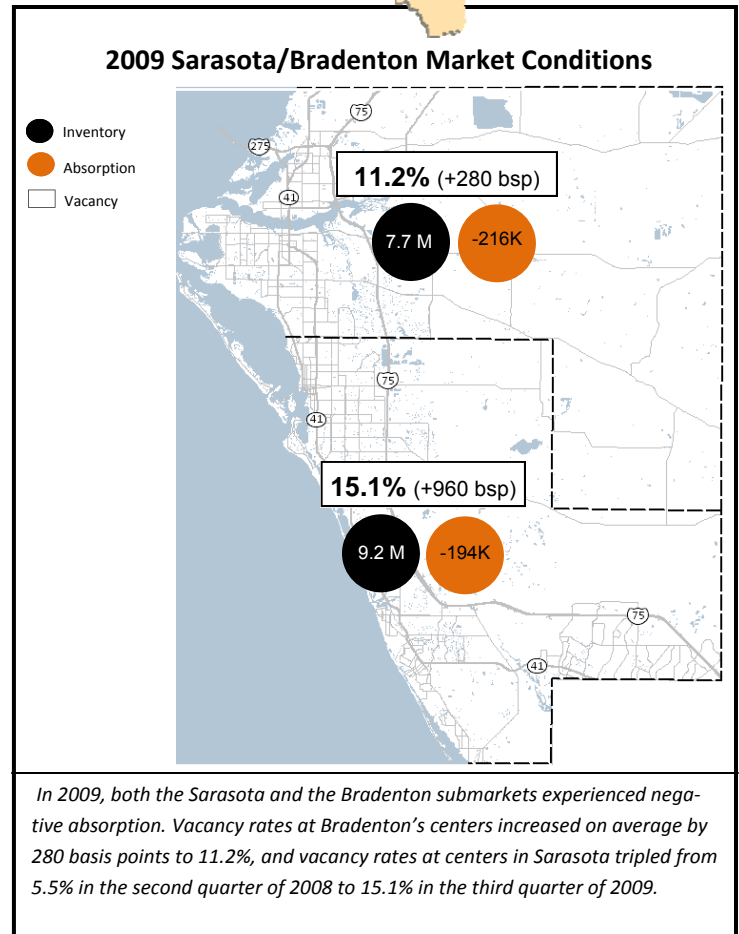 2009 Sarasota/Bradenton Market Conditions
Inventory
Absorption
Vacancy
75
275
41
11.2% (+280 bsp)
7.7 M
-216K
75
41
15.1% (+960 bsp)
9.2 M
-194K
75
41
In 2009, both the Sarasota and the Bradenton submarkets experienced nega-
tive absorption. Vacancy rates at Bradenton’s centers increased on average by
280 basis points to 11.2%, and vacancy rates at centers in Sarasota tripled from
5.5% in the second quarter of 2008 to 15.1% in the third quarter of 2009.